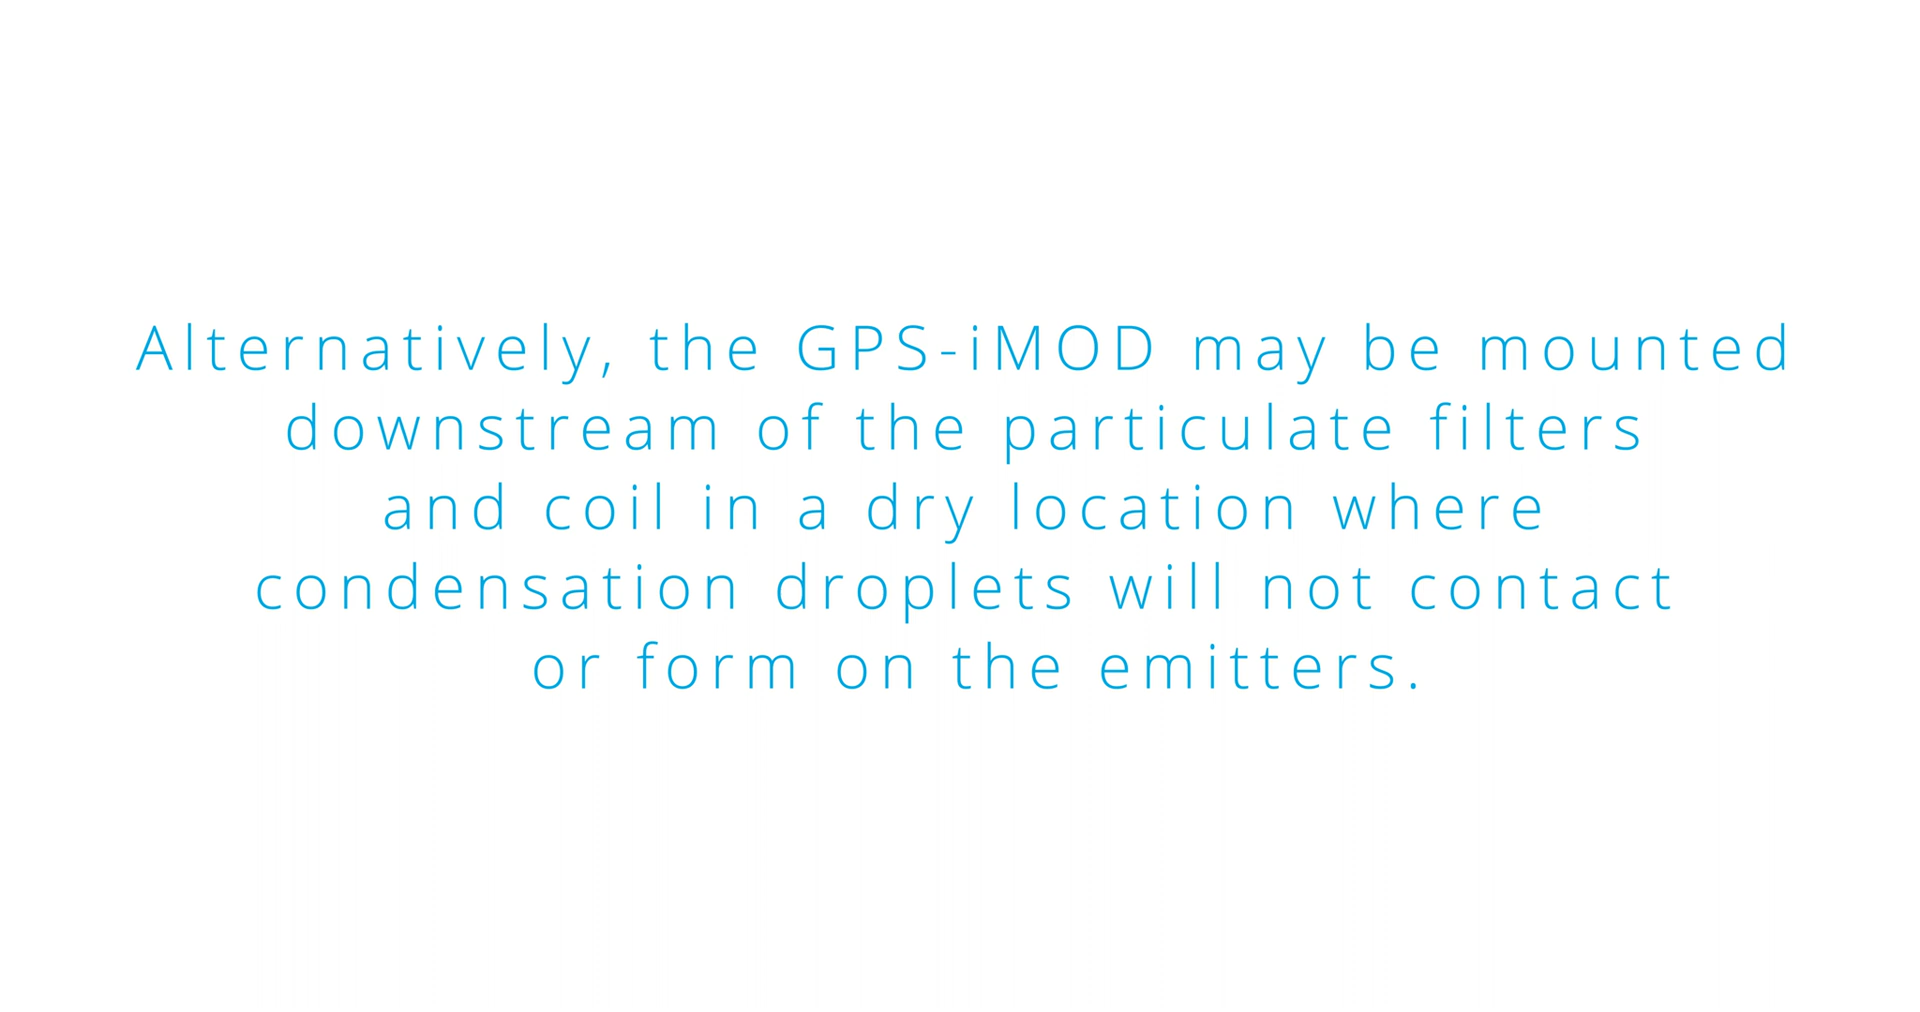 Alternatively, the GPS-iMOD may be mounted
downstream of the particulate filters
and coil in a dry location where
condensation droplets will not contact
or form on the emitters.